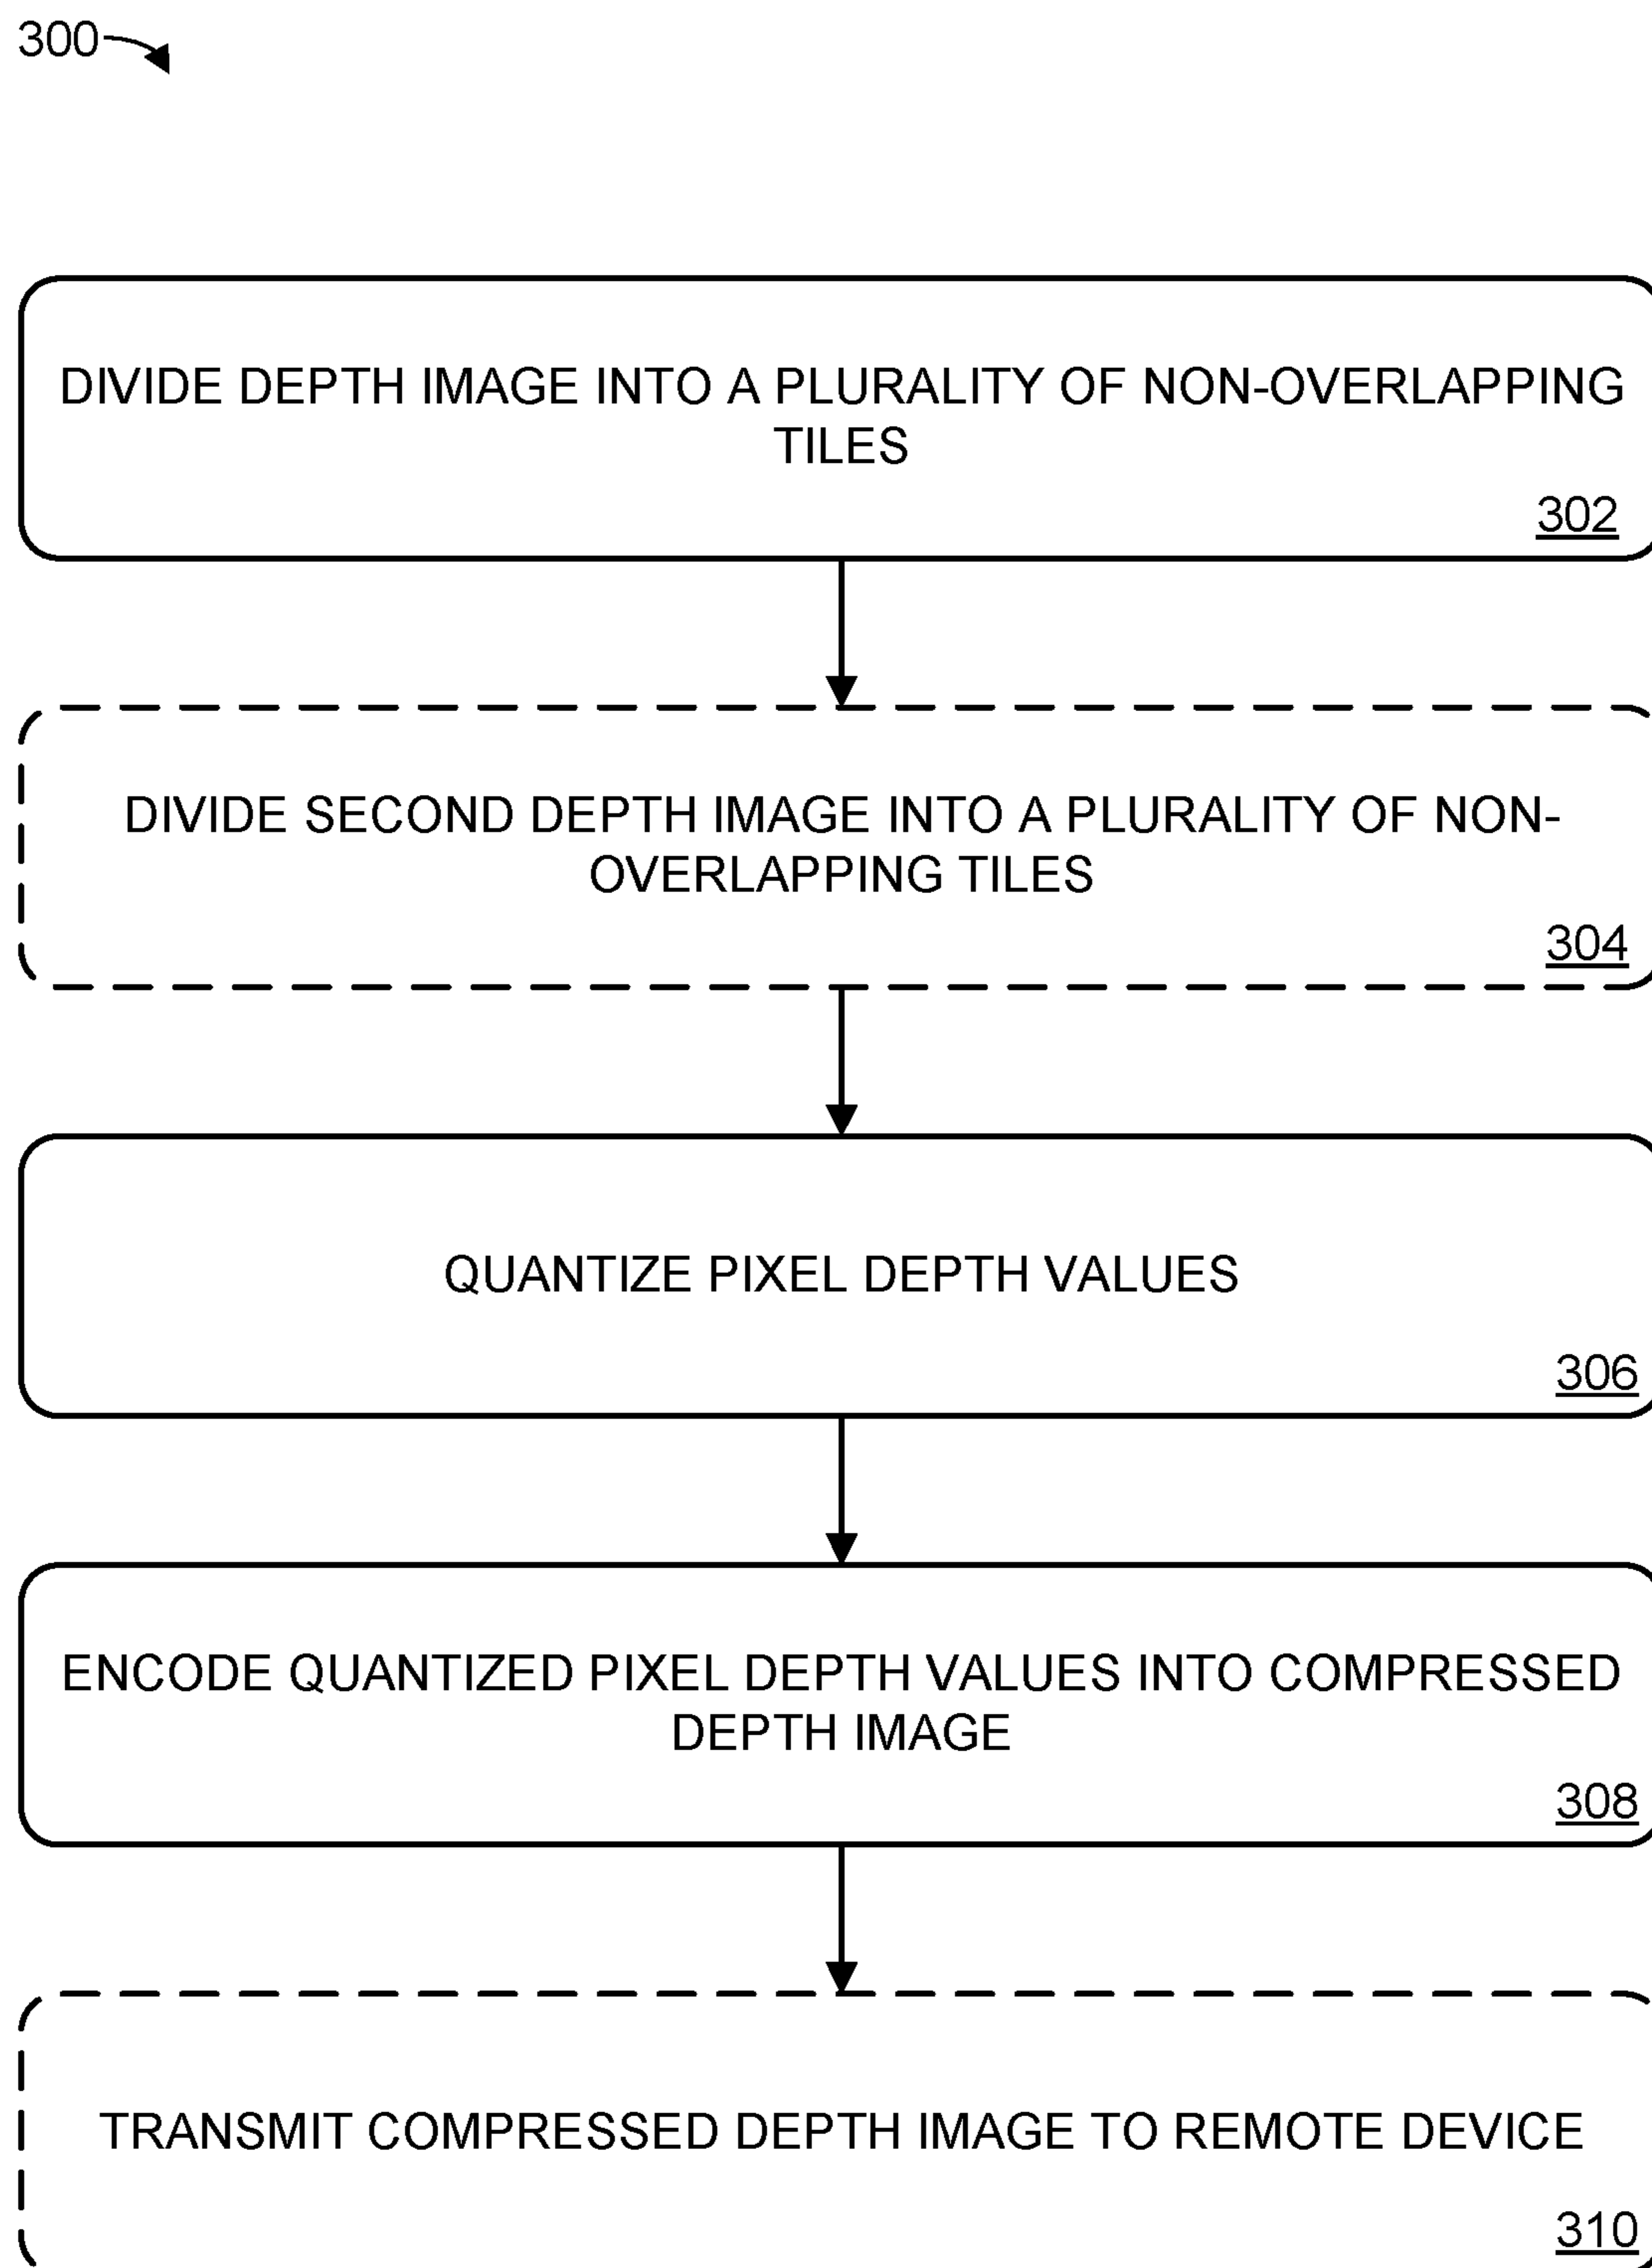 300
DIVIDE DEPTH IMAGE INTO A PLURALITY OF NON-OVERLAPPING
TILES
302
DIVIDE SECOND DEPTH IMAGE INTO A PLURALITY OF NON-
OVERLAPPING TILES
304
QUANTIZE PIXEL DEPTH VALUES
306
ENCODE QUANTIZED PIXEL DEPTH VALUES INTO COMPRESSED
DEPTH IMAGE
308
TRANSMIT COMPRESSED DEPTH IMAGE TO REMOTE DEVICE
310